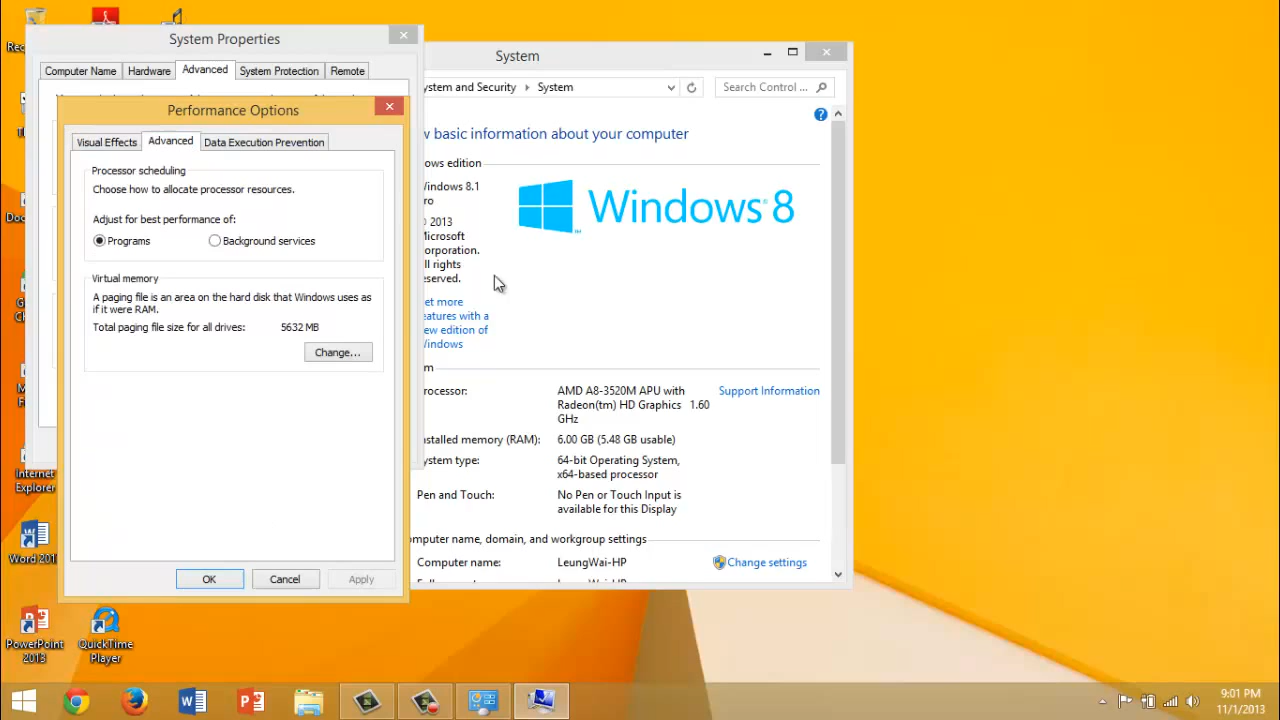 System Properties
Computer Name
Hardware
Advanced
System Protection
Remote
Performance Options
Visual Effects
Advanced
Data Execution Prevention
Processor scheduling
Choose how to allocate processor resources.
Adjust for best performance of:
Programs
Background services
Virtual memory
A paging file is an area on the hard disk that Windows uses as
if it were RAM.
Total paging file size for all drives: 5632 MB
Change...
OK
Cancel
Apply
System
ystem and Security
System
Search Control ...
w basic information about your computer
ows edition
indows 8.1
ro
© 2013
icrosoft
orporation.
ll rights
eserved.
et more
eatures with a
ew edition of
indows
Windows® 8
m
rocessor:
AMD A8-3520M APU with
Radeon(tm) HD Graphics 1.60
GHz
Support Information
stalled memory (RAM): 6.00 GB (5.48 GB usable)
ystem type:
64-bit Operating System,
x64-based processor
Pen and Touch:
No Pen or Touch Input is
available for this Display
omputer name, domain, and workgroup settings
Computer name: LeungWai-HP
Change settings
Internet
Explorer
PowerPoint
2013
QuickTime
Player
9:01 PM
11/1/2013